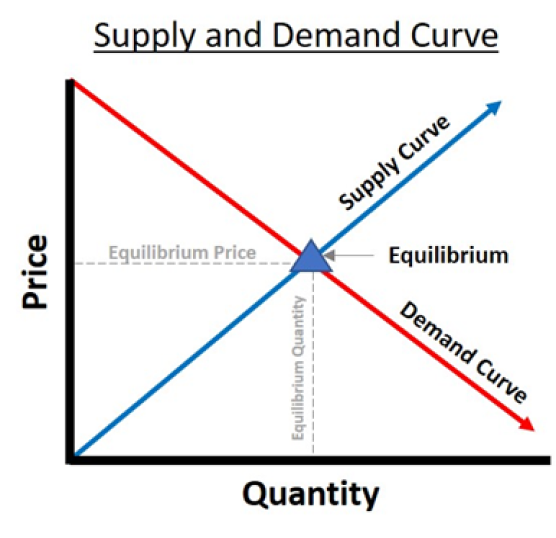 Supply and Demand Curve
Supply Curve
Equilibrium Price
Equilibrium
Price
Equilibrium Quantity
Demand Curve
Quantity